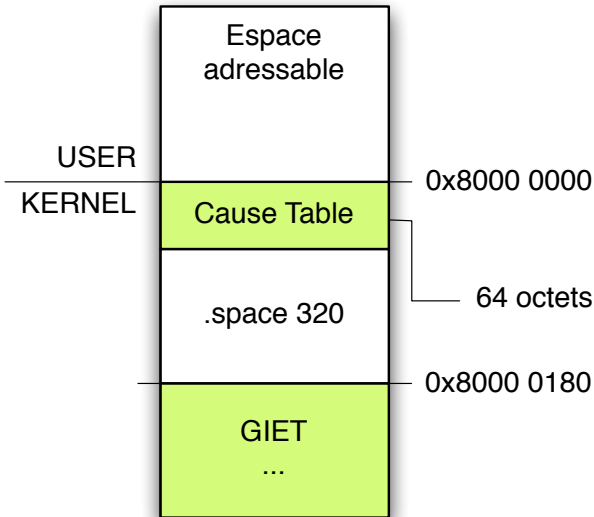 Espace
adressable
USER
0x8000 0000
KERNEL
Cause Table
64 octets
.space 320
0x8000 0180
GIET
...